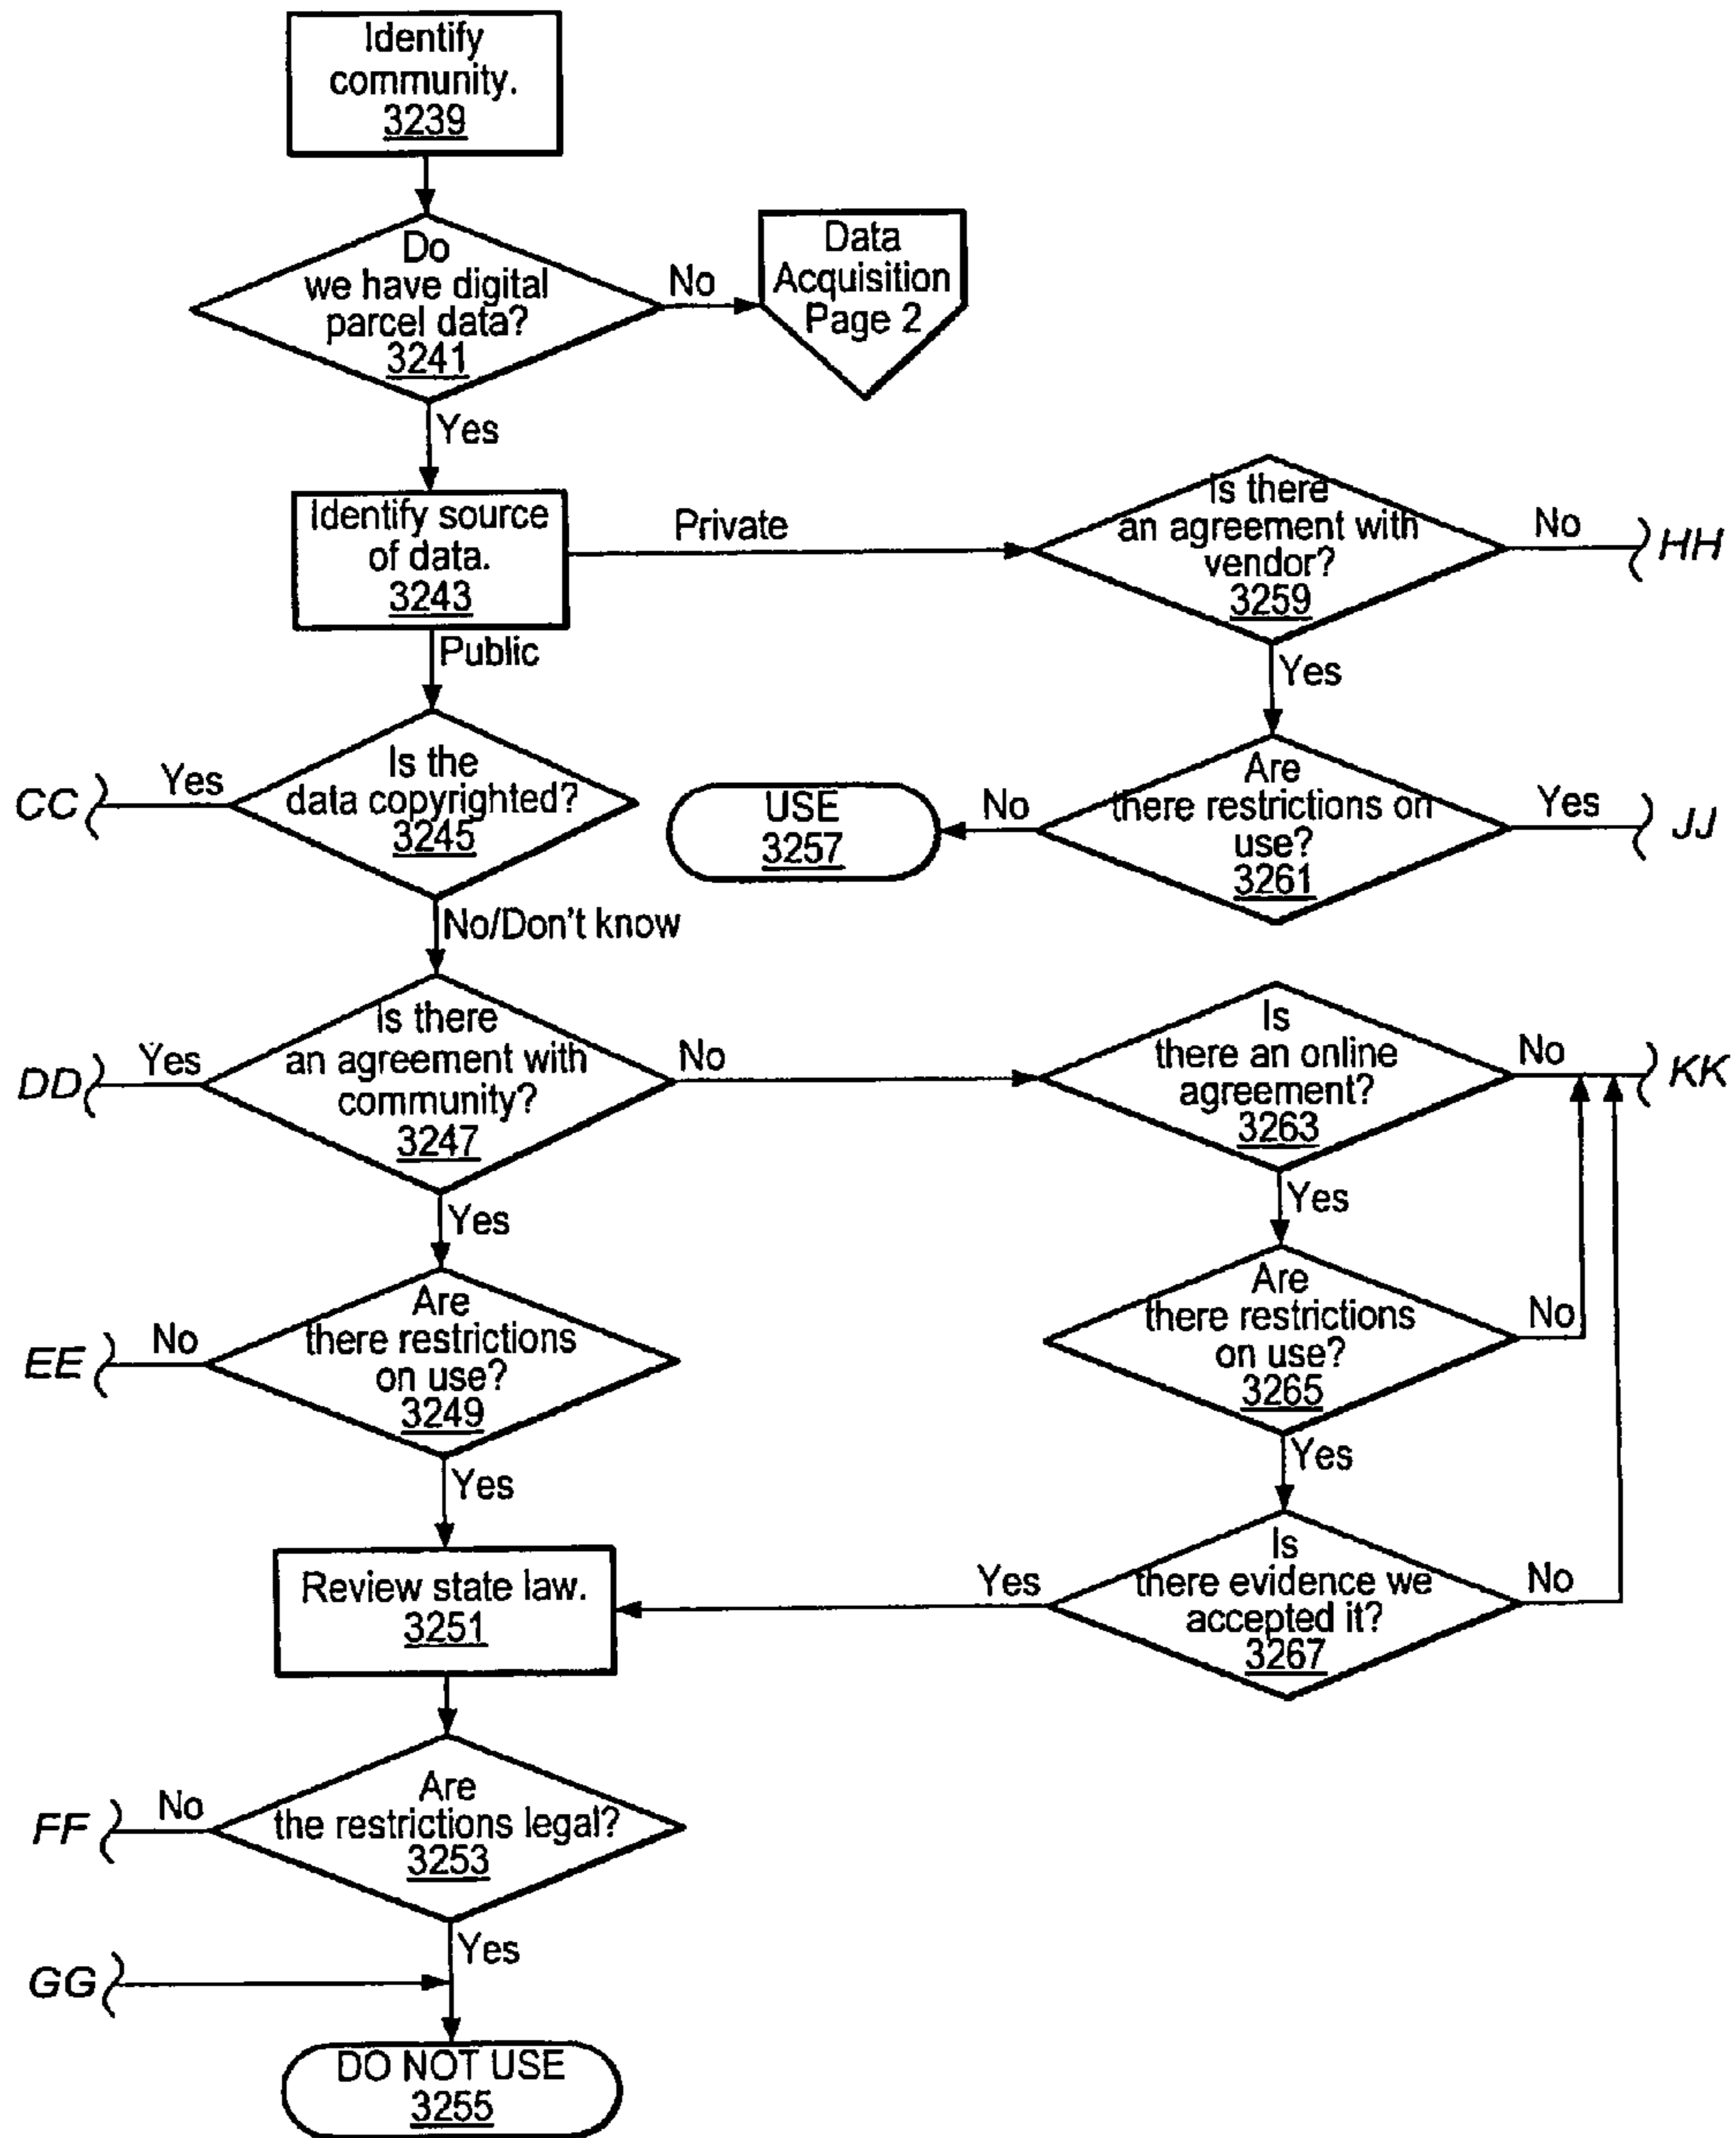 Identify
community.
3239
Do
we have digital
parcel data?
3241
No
Data
Acquisition
Page 2
Yes
Identify source
of data.
3243
Private
Is there
an agreement with
vendor?
3259
No
HH
Public
Yes
Is the
data copyrighted?
3245
Yes
CC
USE
3257
No
Are
there restrictions on
use?
3261
Yes
JJ
No/Don't know
Is there
an agreement with
community?
3247
Yes
DD
No
Is
there an online
agreement?
3263
No
KK
Yes
Yes
Are
there restrictions
on use?
3249
No
EE
Are
there restrictions
on use?
3265
No
Yes
Yes
Review state law.
3251
Yes
Is
there evidence we
accepted it?
3267
No
Are
the restrictions legal?
3253
No
FF
Yes
GG
DO NOT USE
3255